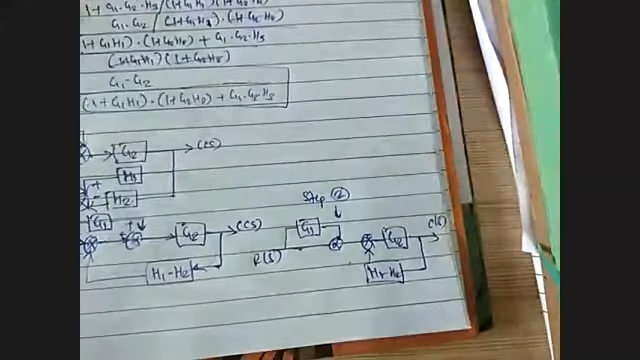 G₁·G₂ / (1+G₁H₁)·(1+G₂H₂)
(1+G₁H₁)·(1+G₂H₂) + G₁·G₂·H₃
(1+G₁H₁)(1+G₂H₂)
G₁·G₂
(1+G₁H₁)·(1+G₂H₂) + G₁·G₂·H₃
G₂
C(S)
H₁
H₂
Step ②
G₁
G₂
C(S)
G₁
G₂
C(S)
R(S)
H₁-H₂
H₁-H₂